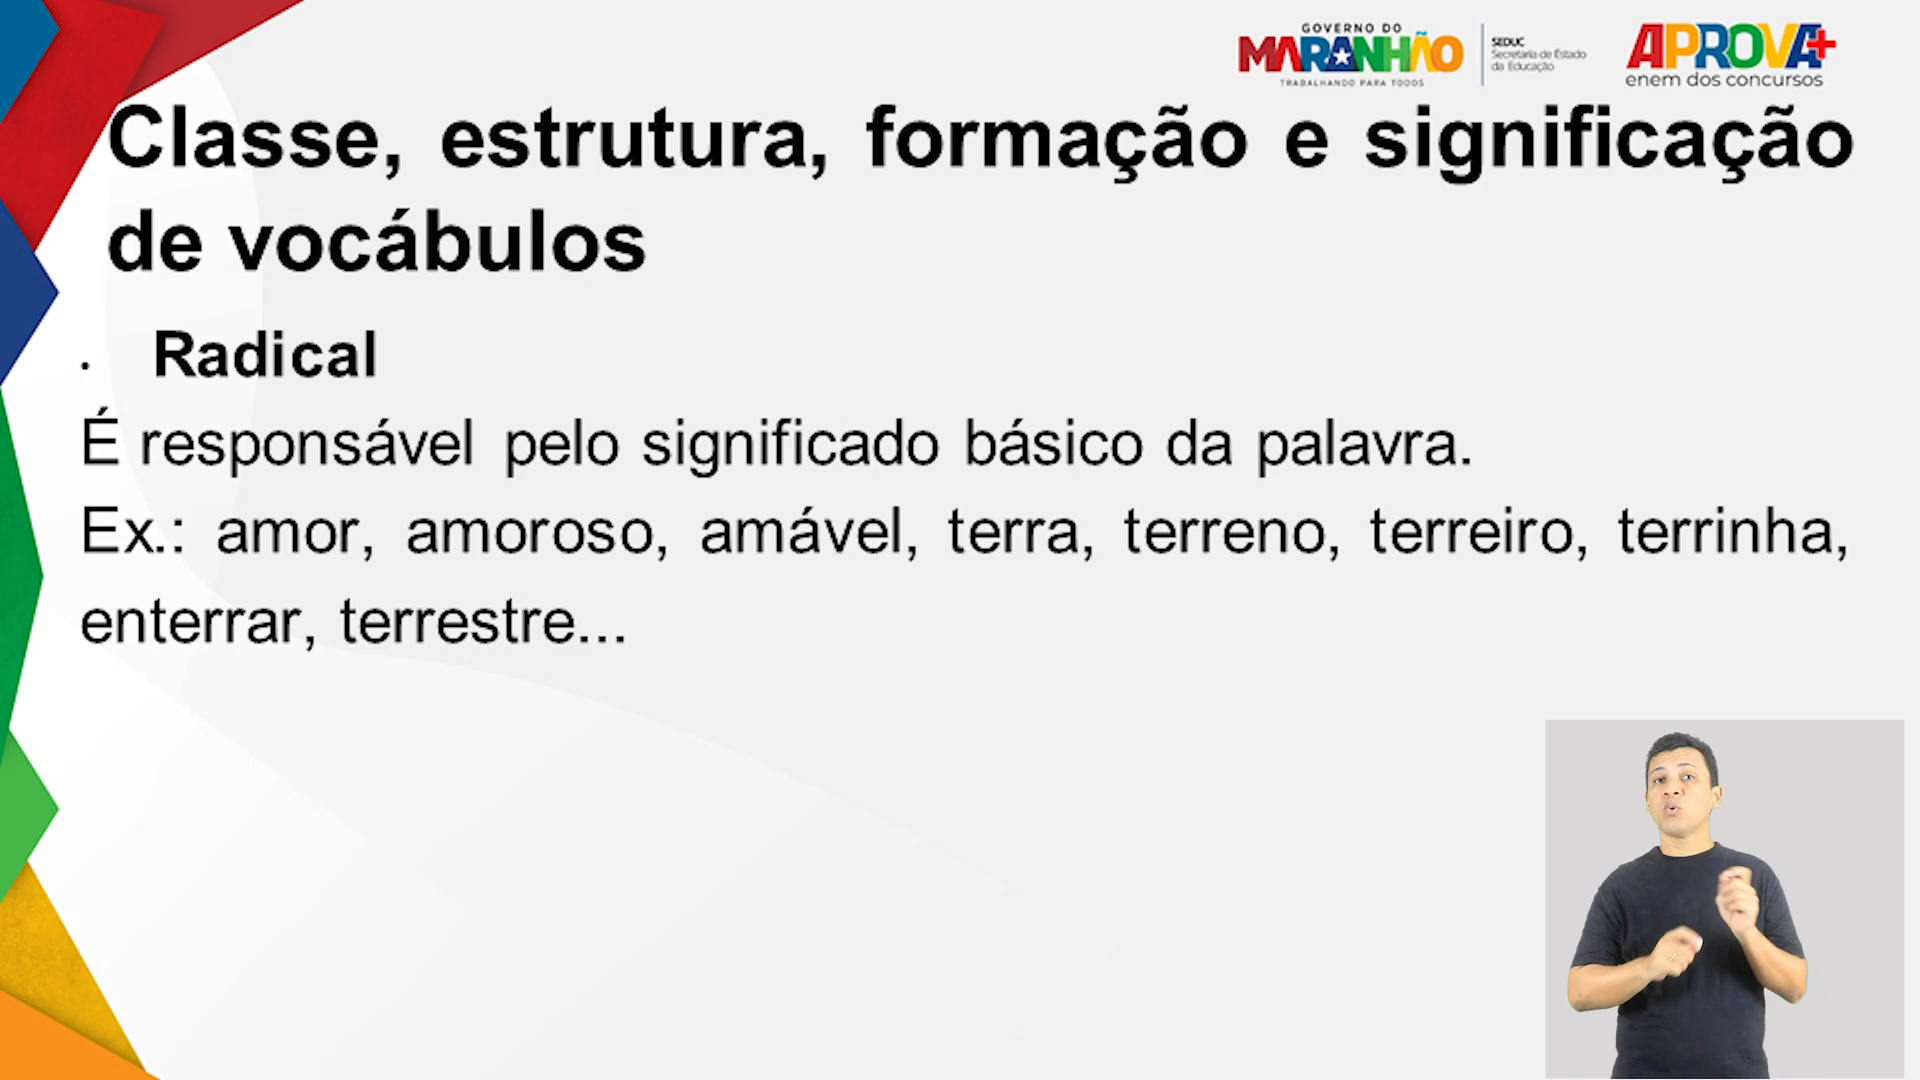 GOVERNO DO
MARANHÃO
TRABALHANDO PARA TODOS
SEDUC
Secretaria de Estado
da Educação
APROVA+
enem dos concursos
Classe, estrutura, formação e significação
de vocábulos
· Radical
É responsável pelo significado básico da palavra.
Ex.: amor, amoroso, amável, terra, terreno, terreiro, terrinha,
enterrar, terrestre...